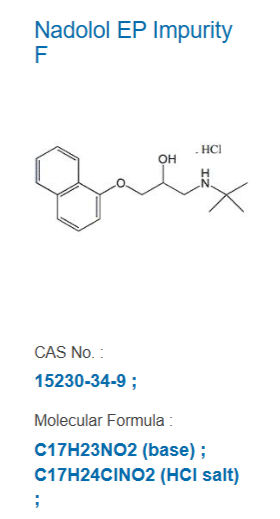 Nadolol EP Impurity
F
. HCl
OH
H
O
N
CAS No. :
15230-34-9 ;
Molecular Formula :
C17H23NO2 (base) ;
C17H24ClNO2 (HCl salt)
;